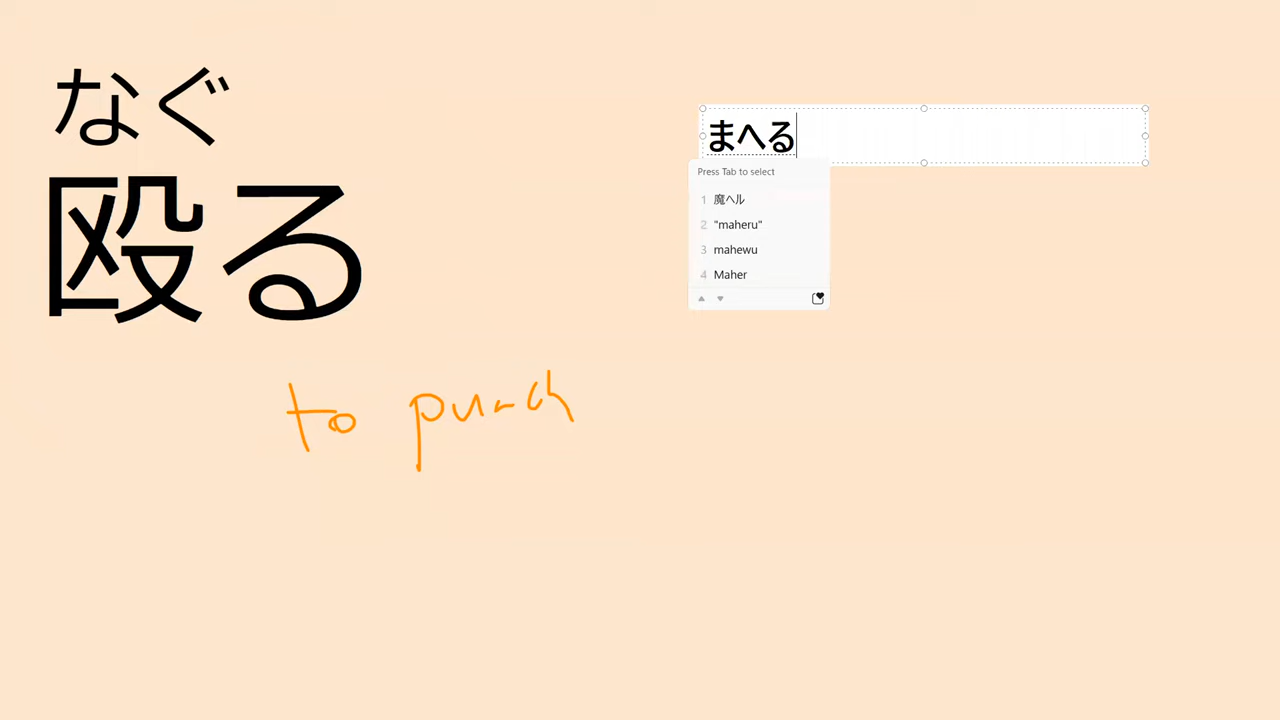 なぐ
殴る
to punch
まへる
Press Tab to select
1 魔ヘル
2 "maheru"
3 mahewu
4 Maher